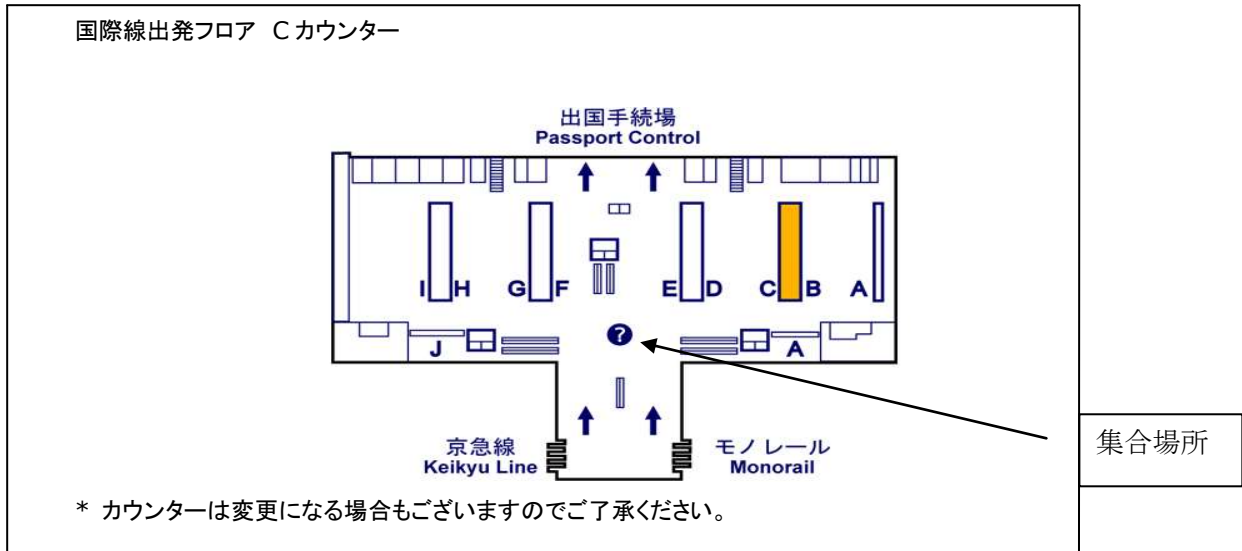 国際線出発フロア Cカウンター
出国手続場
Passport Control
I H G F E D C B A
?
J A
京急線
Keikyu Line
モノレール
Monorail
集合場所
* カウンターは変更になる場合もございますのでご了承ください。